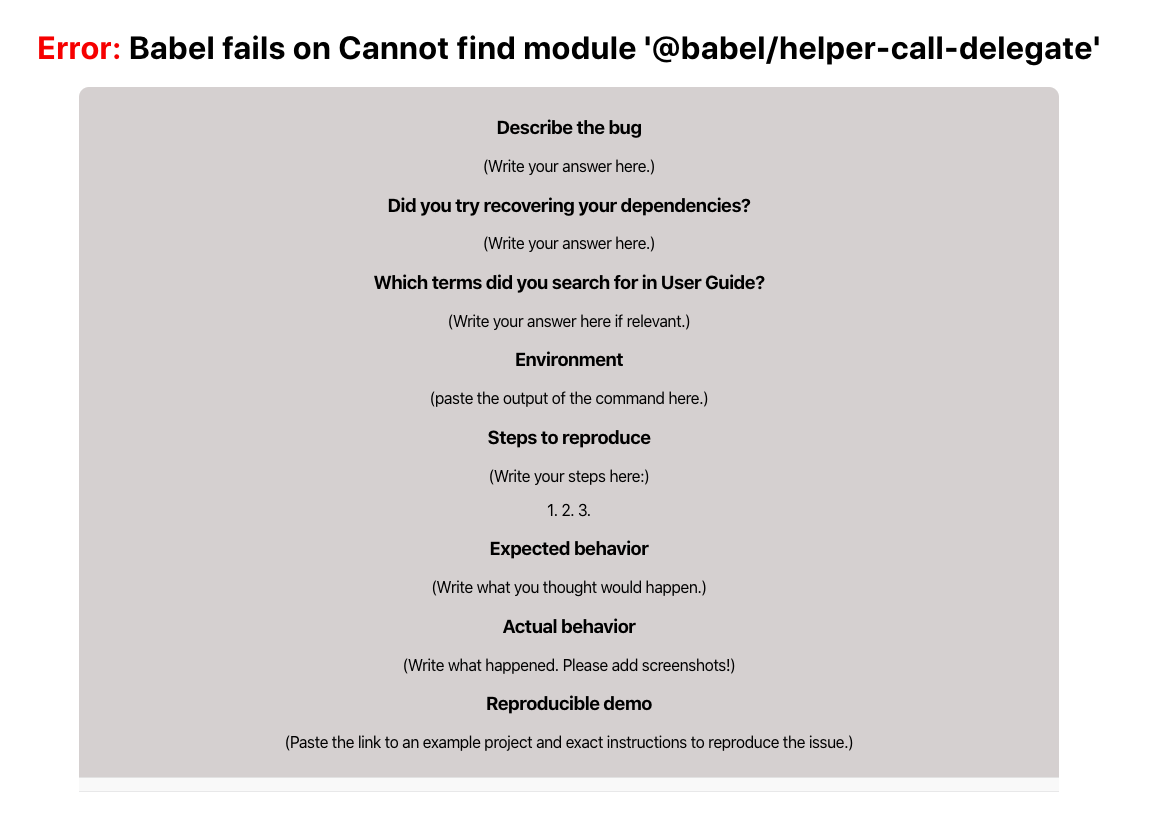 Error: Babel fails on Cannot find module '@babel/helper-call-delegate'
Describe the bug
(Write your answer here.)
Did you try recovering your dependencies?
(Write your answer here.)
Which terms did you search for in User Guide?
(Write your answer here if relevant.)
Environment
(paste the output of the command here.)
Steps to reproduce
(Write your steps here:)
1. 2. 3.
Expected behavior
(Write what you thought would happen.)
Actual behavior
(Write what happened. Please add screenshots!)
Reproducible demo
(Paste the link to an example project and exact instructions to reproduce the issue.)